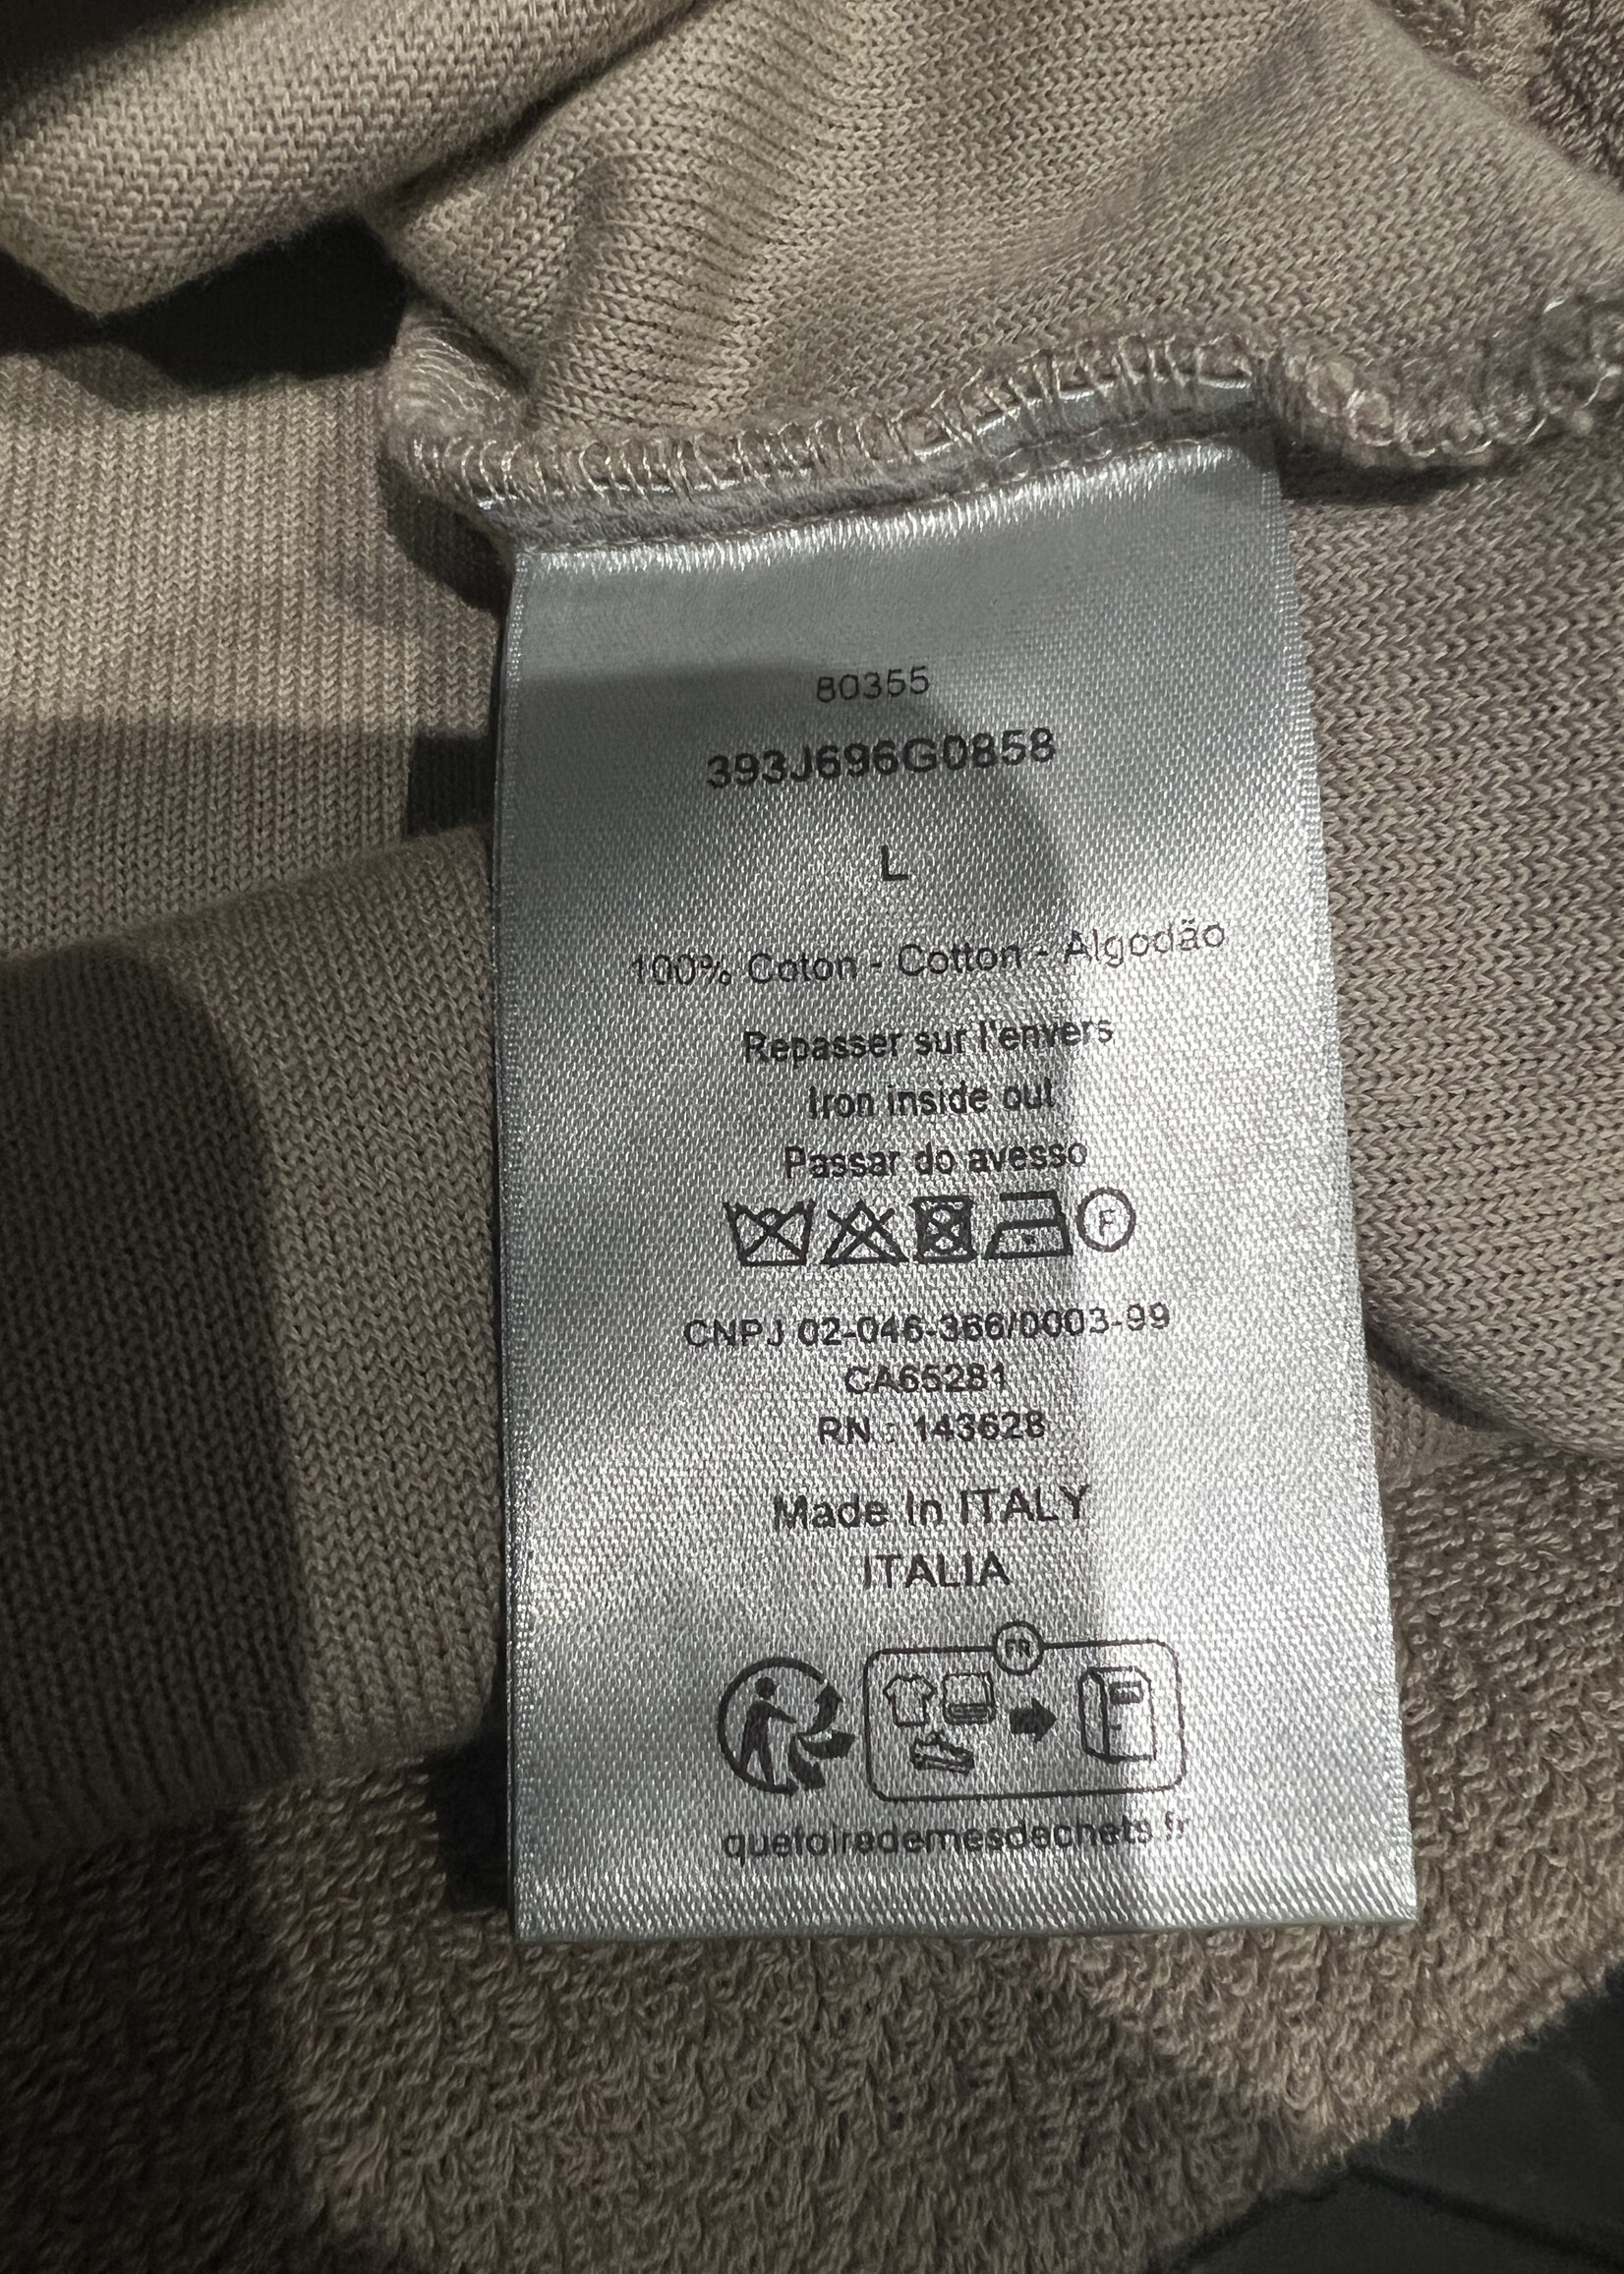 80355
393J696G0858
L
100% Coton - Cotton - Algodão
Repasser sur l'envers
Iron inside out
Passar do avesso
F
CNPJ 02-046-366/0003-99
CA65281
RN : 143628
Made In ITALY
ITALIA
FR
quefairedemesdechets.fr